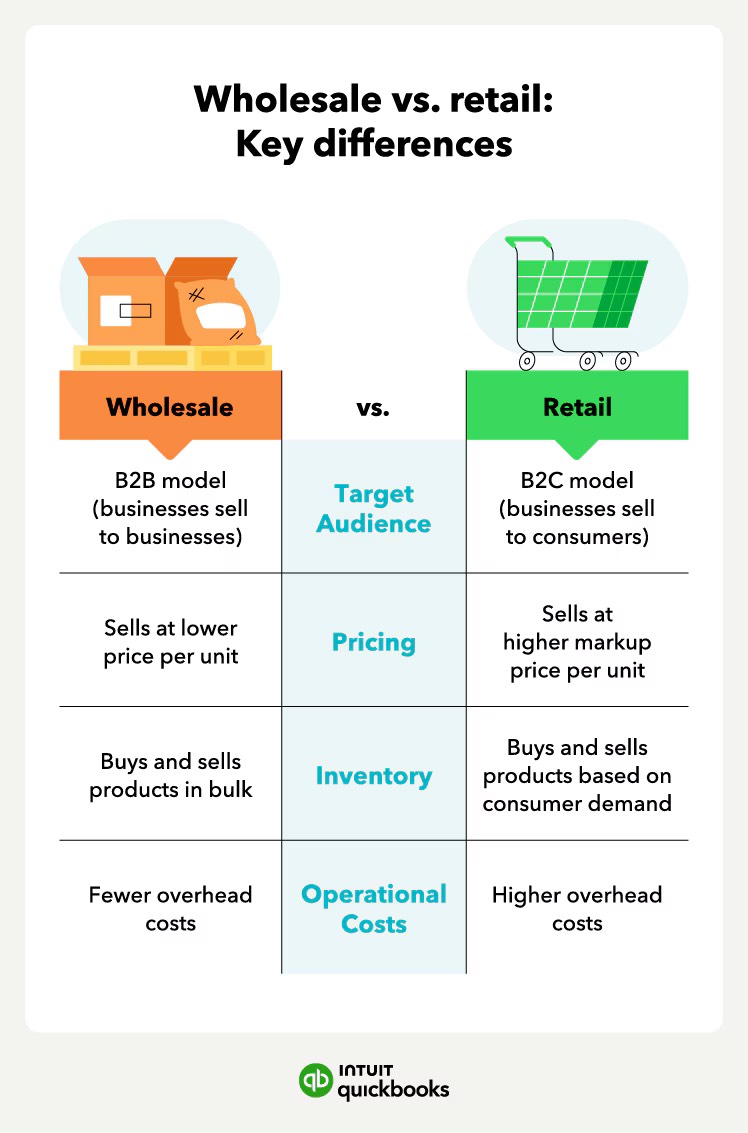 Wholesale vs. retail:
Key differences
Wholesale
vs.
Retail
B2B model
(businesses sell
to businesses)
Target
Audience
B2C model
(businesses sell
to consumers)
Sells at lower
price per unit
Pricing
Sells at
higher markup
price per unit
Buys and sells
products in bulk
Inventory
Buys and sells
products based on
consumer demand
Fewer overhead
costs
Operational
Costs
Higher overhead
costs
qb
INTUIT
quickbooks